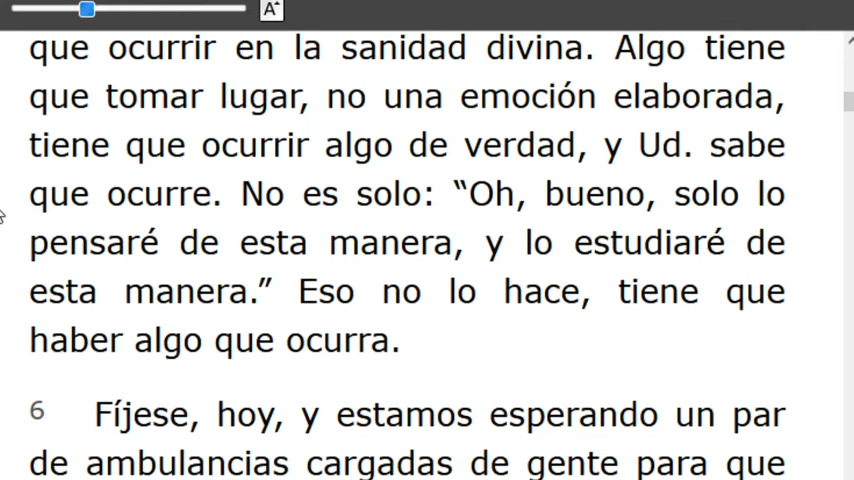 A
que ocurrir en la sanidad divina. Algo tiene
que tomar lugar, no una emoción elaborada,
tiene que ocurrir algo de verdad, y Ud. sabe
que ocurre. No es solo: “Oh, bueno, solo lo
pensaré de esta manera, y lo estudiaré de
esta manera.” Eso no lo hace, tiene que
haber algo que ocurra.
6 Fíjese, hoy, y estamos esperando un par
de ambulancias cargadas de gente para que